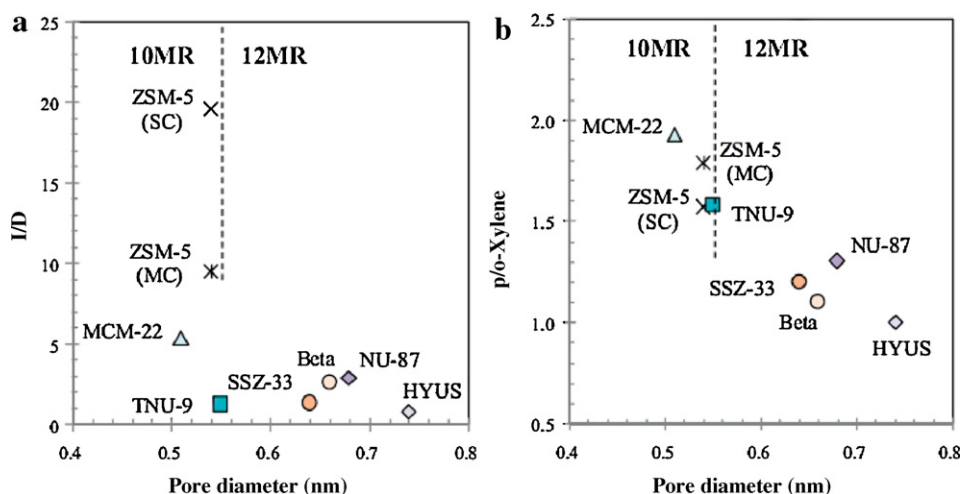 a
25
20
15
10
5
0
I/D
10MR 12MR
ZSM-5
(SC)
ZSM-5
(MC)
MCM-22
TNU-9
SSZ-33
Beta
NU-87
HYUS
0.4 0.5 0.6 0.7 0.8
Pore diameter (nm)
b
2.5
2.0
1.5
1.0
0.5
p/o-Xylene
10MR 12MR
MCM-22
ZSM-5
(MC)
ZSM-5
(SC)
TNU-9
NU-87
SSZ-33
Beta
HYUS
0.4 0.5 0.6 0.7 0.8
Pore diameter (nm)